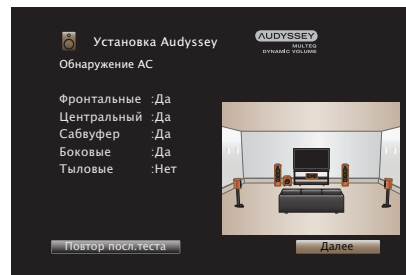 Установка Audyssey
AUDYSSEY
MULTEQ
DYNAMIC VOLUME
Обнаружение АС
Фронтальные :Да
Центральный :Да
Сабвуфер :Да
Боковые :Да
Тыловые :Нет
Повтор посл.теста
Далее